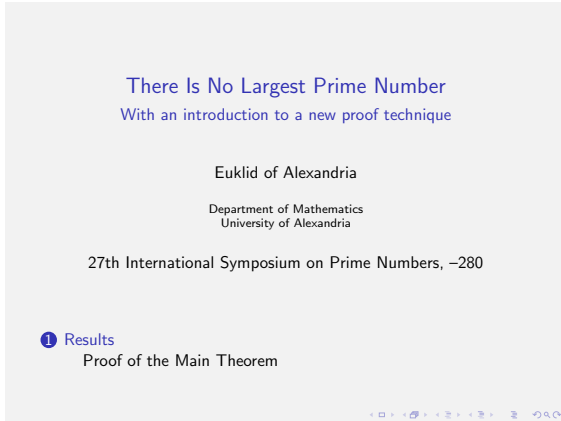 There Is No Largest Prime Number
With an introduction to a new proof technique
Euklid of Alexandria
Department of Mathematics
University of Alexandria
27th International Symposium on Prime Numbers, –280
1 Results
Proof of the Main Theorem